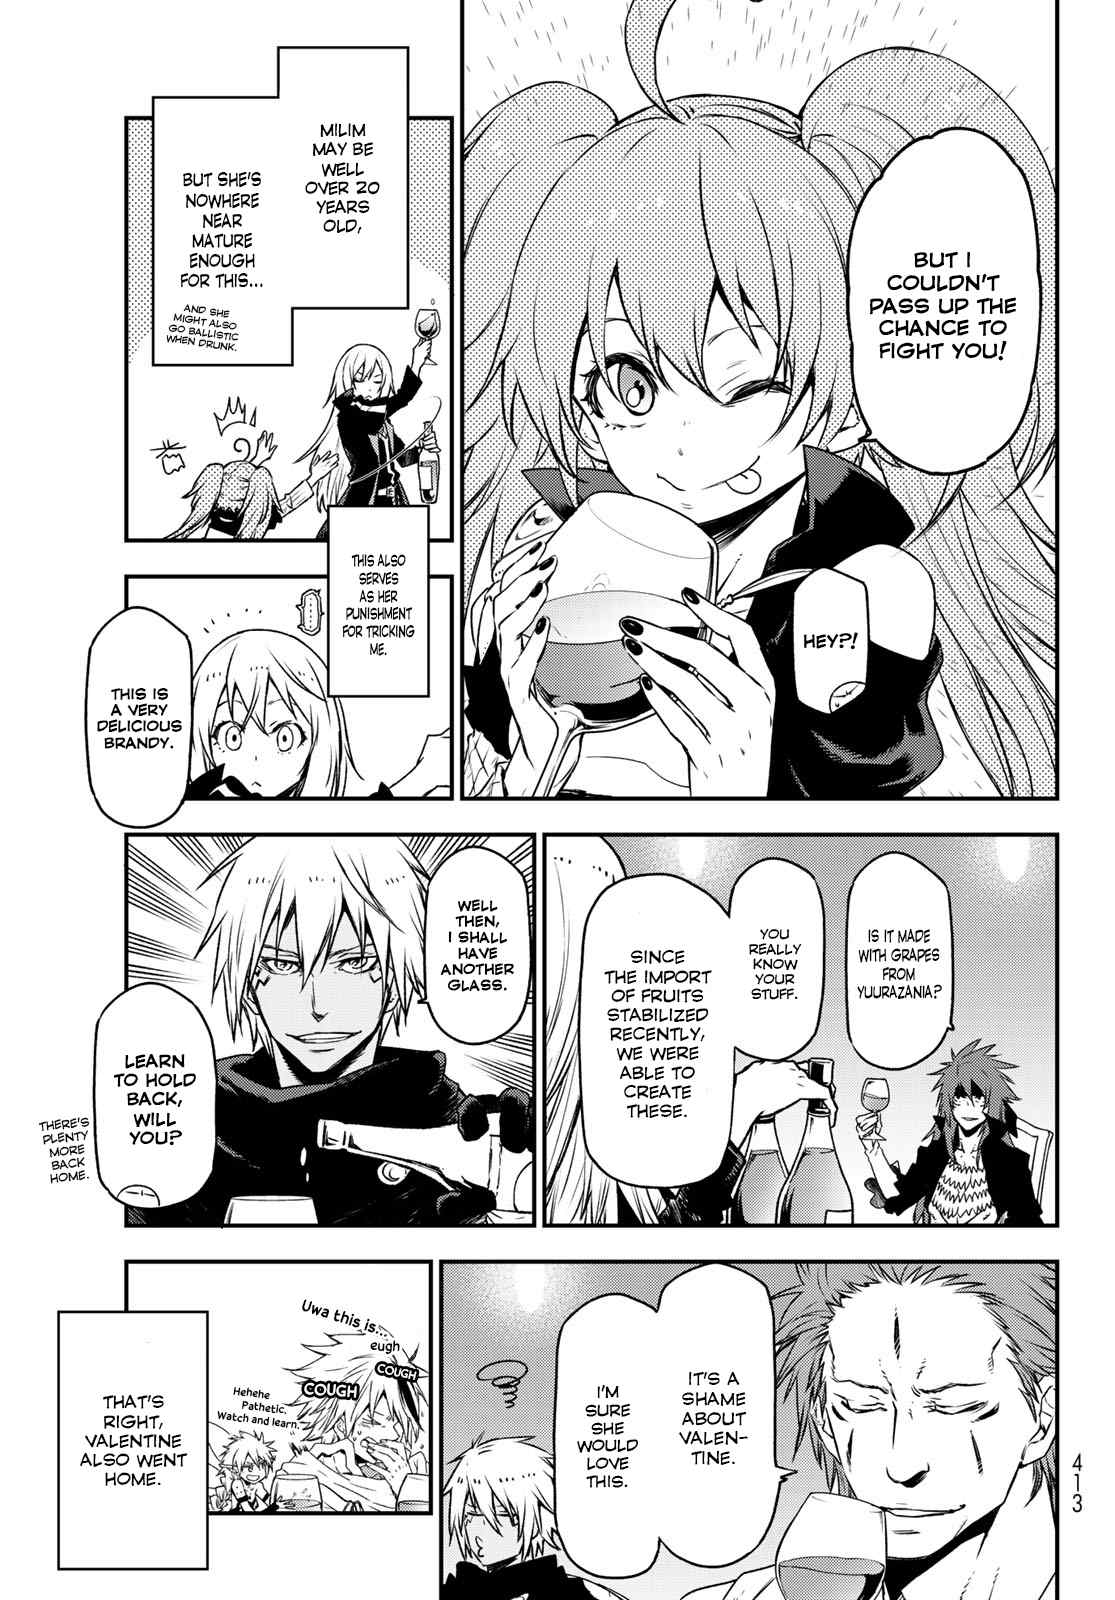 BUT I
COULDN'T
PASS UP THE
CHANCE TO
FIGHT YOU!
HEY?!
MILIM
MAY BE
WELL
OVER 20
YEARS
OLD,
BUT SHE'S
NOWHERE
NEAR
MATURE
ENOUGH
FOR THIS...
AND SHE
MIGHT ALSO
GO BALLISTIC
WHEN DRUNK.
THIS ALSO
SERVES
AS HER
PUNISHMENT
FOR TRICKING
ME.
THIS IS
A VERY
DELICIOUS
BRANDY.
IS IT MADE
WITH GRAPES
FROM
YUURAZANIA?
YOU
REALLY
KNOW
YOUR
STUFF.
SINCE
THE IMPORT
OF FRUITS
STABILIZED
RECENTLY,
WE WERE
ABLE TO
CREATE
THESE.
WELL
THEN,
I SHALL
HAVE
ANOTHER
GLASS.
LEARN
TO HOLD
BACK,
WILL
YOU?
THERE'S
PLENTY
MORE
BACK
HOME.
IT'S A
SHAME
ABOUT
VALEN-
TINE.
I'M
SURE
SHE
WOULD
LOVE
THIS.
Uwa this is...
eugh
COUGH
COUGH
Hehehe
Pathetic.
Watch and learn.
THAT'S
RIGHT,
VALENTINE
ALSO WENT
HOME.
413